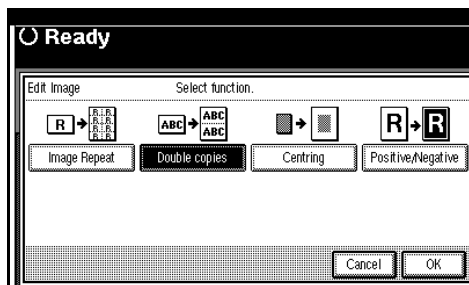 Ready
Edit Image Select function.
R R R R R R R R R ABC ABC ABC R R
Image Repeat Double copies Centring Positive/Negative
Cancel OK